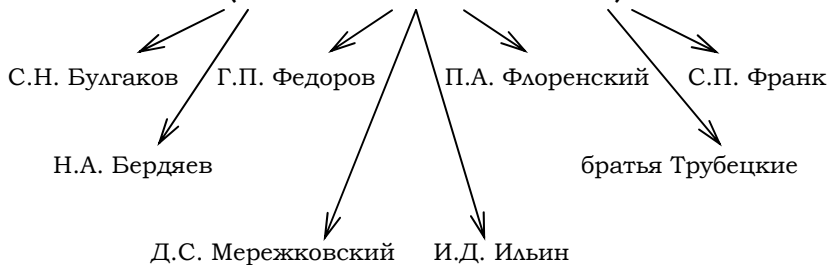 С.Н. Булгаков Г.П. Федоров П.А. Флоренский С.П. Франк
Н.А. Бердяев братья Трубецкие
Д.С. Мережковский И.Д. Ильин